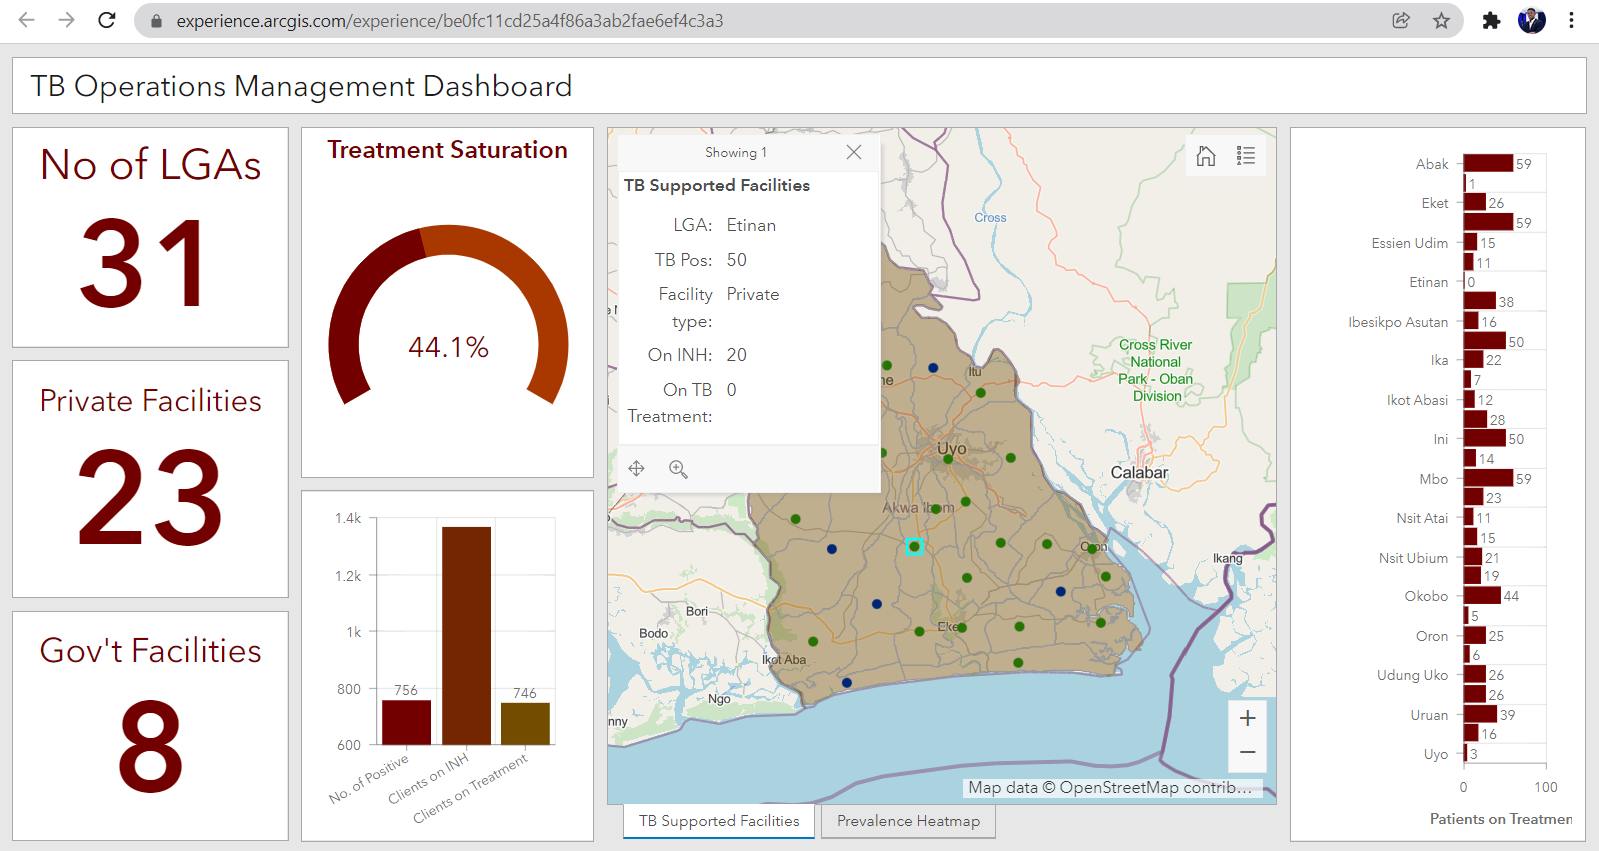 experience.arcgis.com/experience/be0fc11cd25a4f86a3ab2fae6ef4c3a3
TB Operations Management Dashboard
No of LGAs
31
Private Facilities
23
Gov't Facilities
8
Treatment Saturation
44.1%
1.4k
1.2k
1k
800
600
756
746
No. of Positive
Clients on INH
Clients on Treatment
Showing 1
TB Supported Facilities
LGA: Etinan
TB Pos: 50
Facility Private
type:
On INH: 20
On TB 0
Treatment:
Cross
Cross River
National
Park - Oban
Division
Itu
Uyo
Calabar
Akwa Ibom
Oron
Ikang
Bori
Bodo
Eke
Ikot Aba
Ngo
nny
ne
+
−
Map data © OpenStreetMap contrib...
TB Supported Facilities
Prevalence Heatmap
Abak 59
1
Eket 26
59
Essien Udim 15
11
Etinan 0
38
Ibesikpo Asutan 16
50
Ika 22
7
Ikot Abasi 12
28
Ini 50
14
Mbo 59
23
Nsit Atai 11
15
Nsit Ubium 21
19
Okobo 44
5
Oron 25
6
Udung Uko 26
26
Uruan 39
16
Uyo 3
0 100
Patients on Treatmen